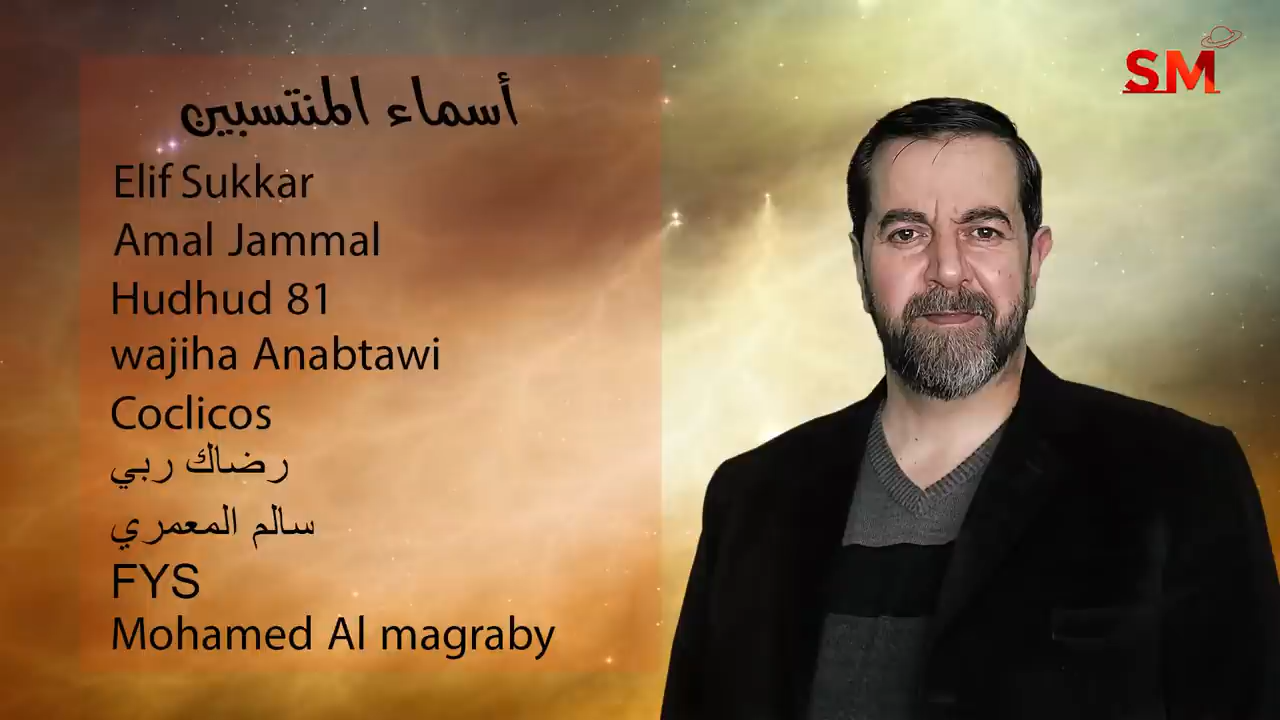 SM
أسماء المنتسبين
Elif Sukkar
Amal Jammal
Hudhud 81
wajiha Anabtawi
Coclicos
رضاك ربي
سالم المعمري
FYS
Mohamed Al magraby